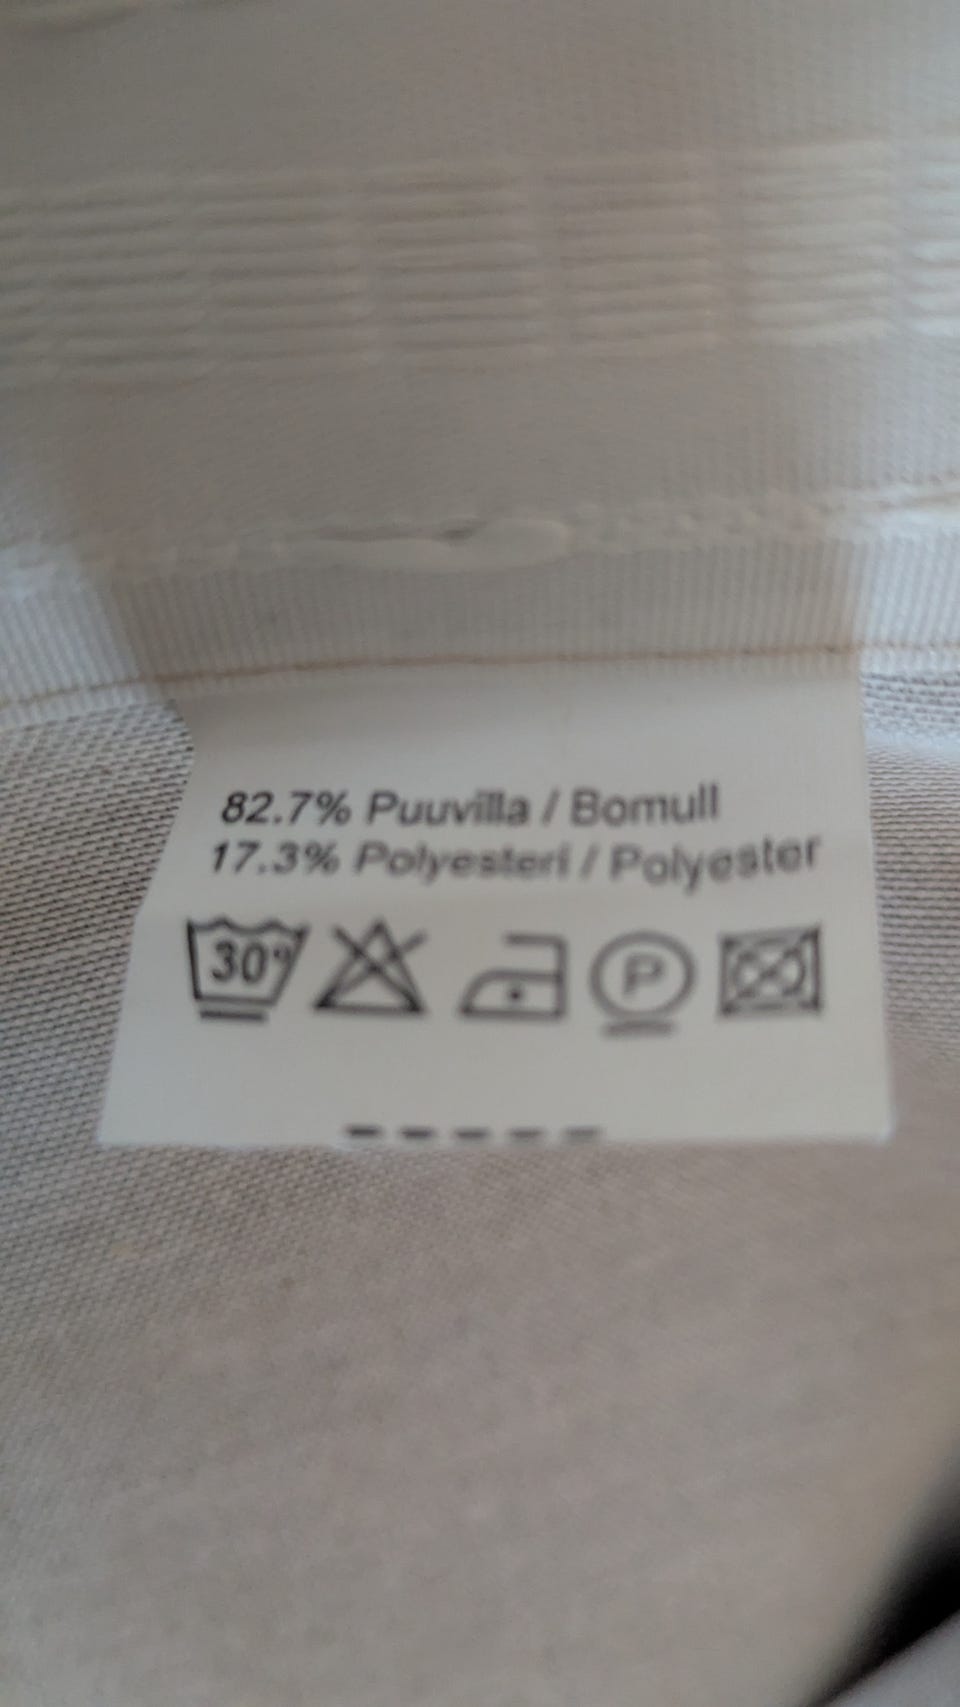 82.7% Puuvilla / Bomull
17.3% Polyesteri / Polyester
30° P